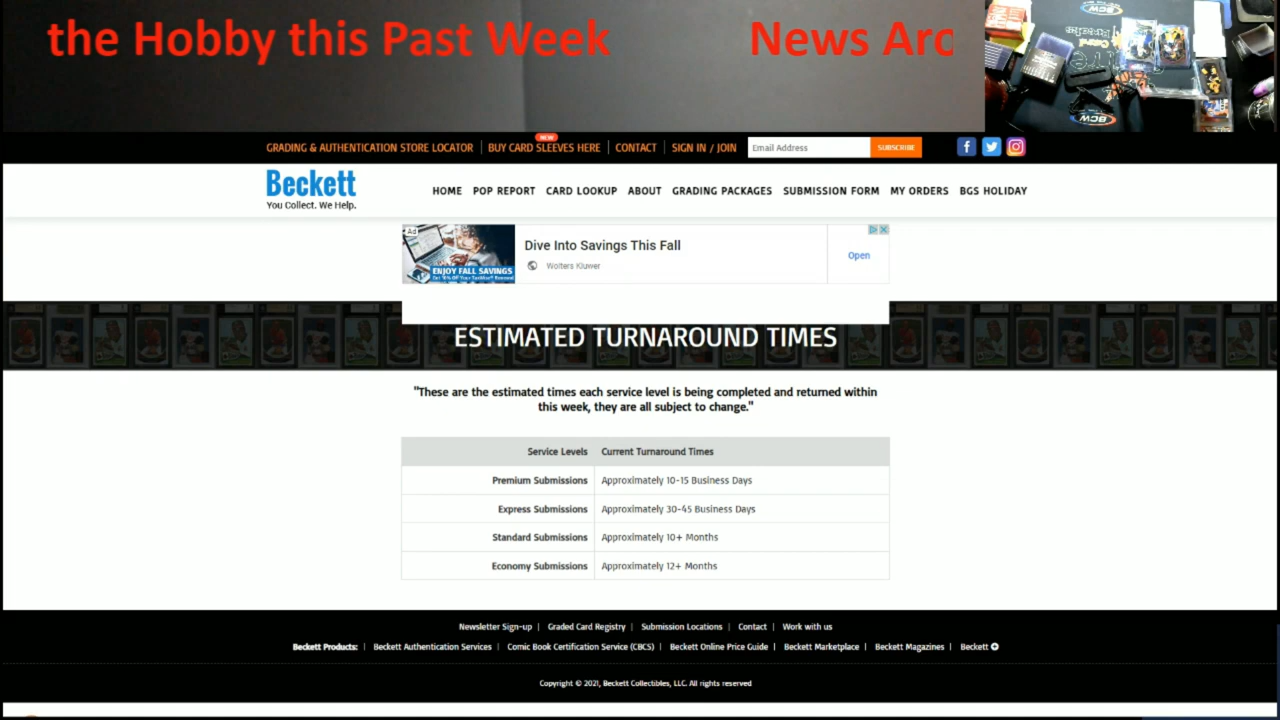 the Hobby this Past Week News Arc
BCW
BCW
NEW
GRADING & AUTHENTICATION STORE LOCATOR | BUY CARD SLEEVES HERE | CONTACT | SIGN IN / JOIN Email Address SUBSCRIBE
Beckett
You Collect. We Help.
HOME POP REPORT CARD LOOKUP ABOUT GRADING PACKAGES SUBMISSION FORM MY ORDERS BGS HOLIDAY
Ad
ENJOY FALL SAVINGS
Dive Into Savings This Fall
Wolters Kluwer
Open
ESTIMATED TURNAROUND TIMES
"These are the estimated times each service level is being completed and returned within
this week, they are all subject to change."
Service Levels Current Turnaround Times
Premium Submissions Approximately 10-15 Business Days
Express Submissions Approximately 30-45 Business Days
Standard Submissions Approximately 10+ Months
Economy Submissions Approximately 12+ Months
Newsletter Sign-up | Graded Card Registry | Submission Locations | Contact | Work with us
Beckett Products: | Beckett Authentication Services | Comic Book Certification Service (CBCS) | Beckett Online Price Guide | Beckett Marketplace | Beckett Magazines | Beckett
Copyright © 2021, Beckett Collectibles, LLC. All rights reserved